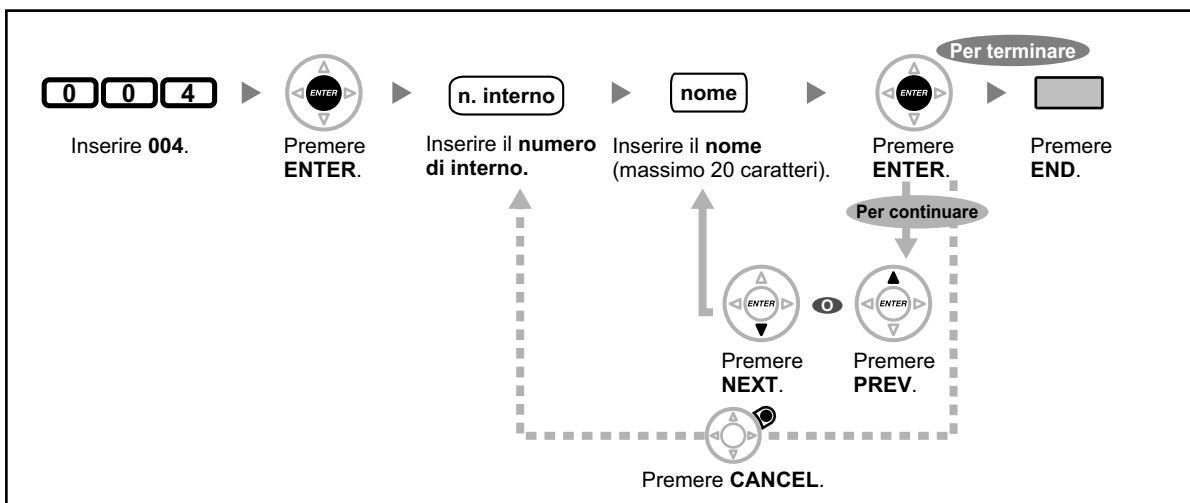 Per terminare
0 0 4
ENTER
n. interno
nome
ENTER
Inserire 004.
Premere
ENTER.
Inserire il numero
di interno.
Inserire il nome
(massimo 20 caratteri).
Premere
ENTER.
Premere
END.
Per continuare
ENTER
O
ENTER
Premere
NEXT.
Premere
PREV.
Premere CANCEL.